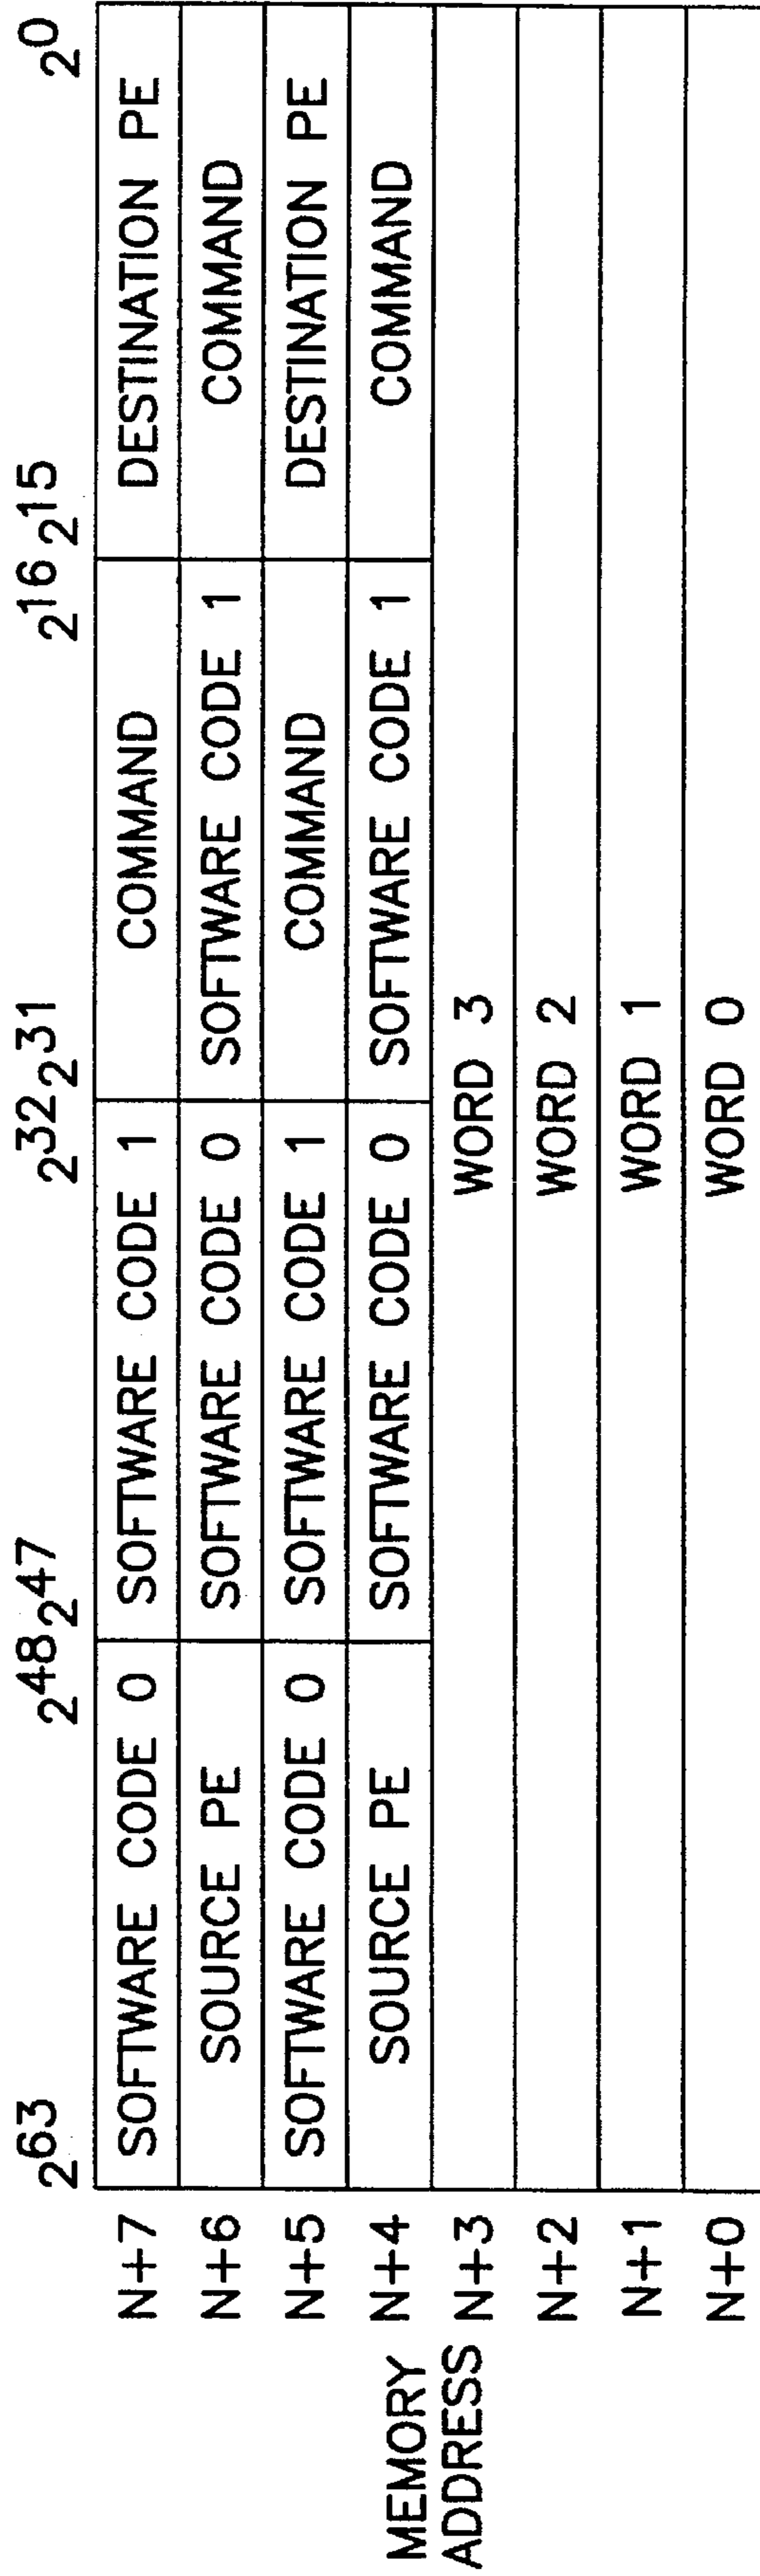 2^63 2^48 2^47 2^32 2^31 2^16 2^15 2^0
N+7 SOFTWARE CODE 0 SOFTWARE CODE 1 COMMAND DESTINATION PE
N+6 SOURCE PE SOFTWARE CODE 0 SOFTWARE CODE 1 COMMAND
N+5 SOFTWARE CODE 0 SOFTWARE CODE 1 COMMAND DESTINATION PE
MEMORY N+4 SOURCE PE SOFTWARE CODE 0 SOFTWARE CODE 1 COMMAND
ADDRESS N+3 WORD 3
N+2 WORD 2
N+1 WORD 1
N+0 WORD 0